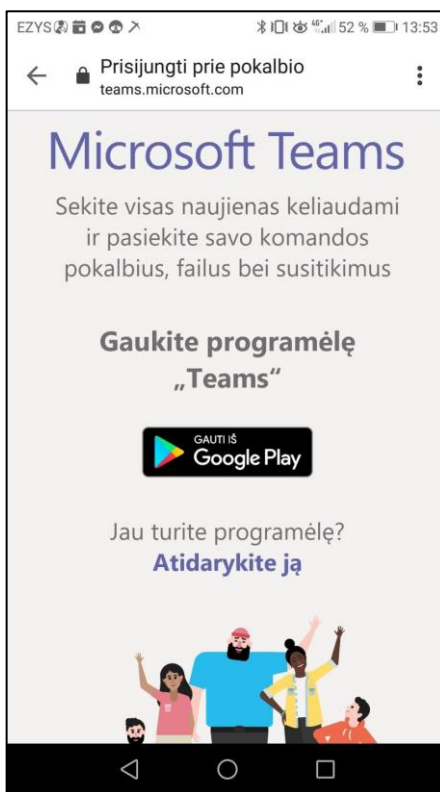 EZYS 4G+ 52 % 13:53
Prisijungti prie pokalbio
teams.microsoft.com
Microsoft Teams
Sekite visas naujienas keliaudami
ir pasiekite savo komandos
pokalbius, failus bei susitikimus
Gaukite programėlę
„Teams“
GAUTI IŠ
Google Play
Jau turite programėlę?
Atidarykite ją